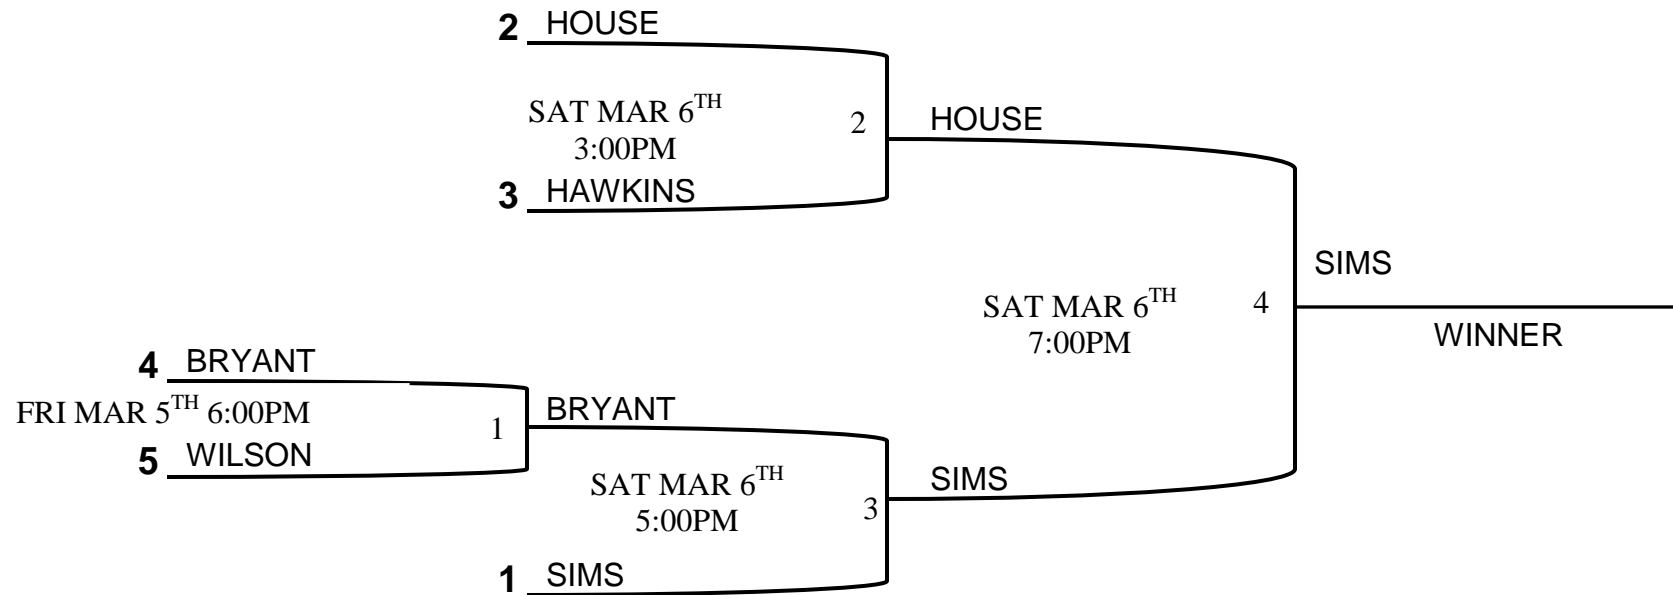 2 HOUSE
SAT MAR 6TH
3:00PM
2
HOUSE
3 HAWKINS
SIMS
SAT MAR 6TH
7:00PM
4
WINNER
4 BRYANT
FRI MAR 5TH 6:00PM
1
BRYANT
5 WILSON
SAT MAR 6TH
5:00PM
3
SIMS
1 SIMS